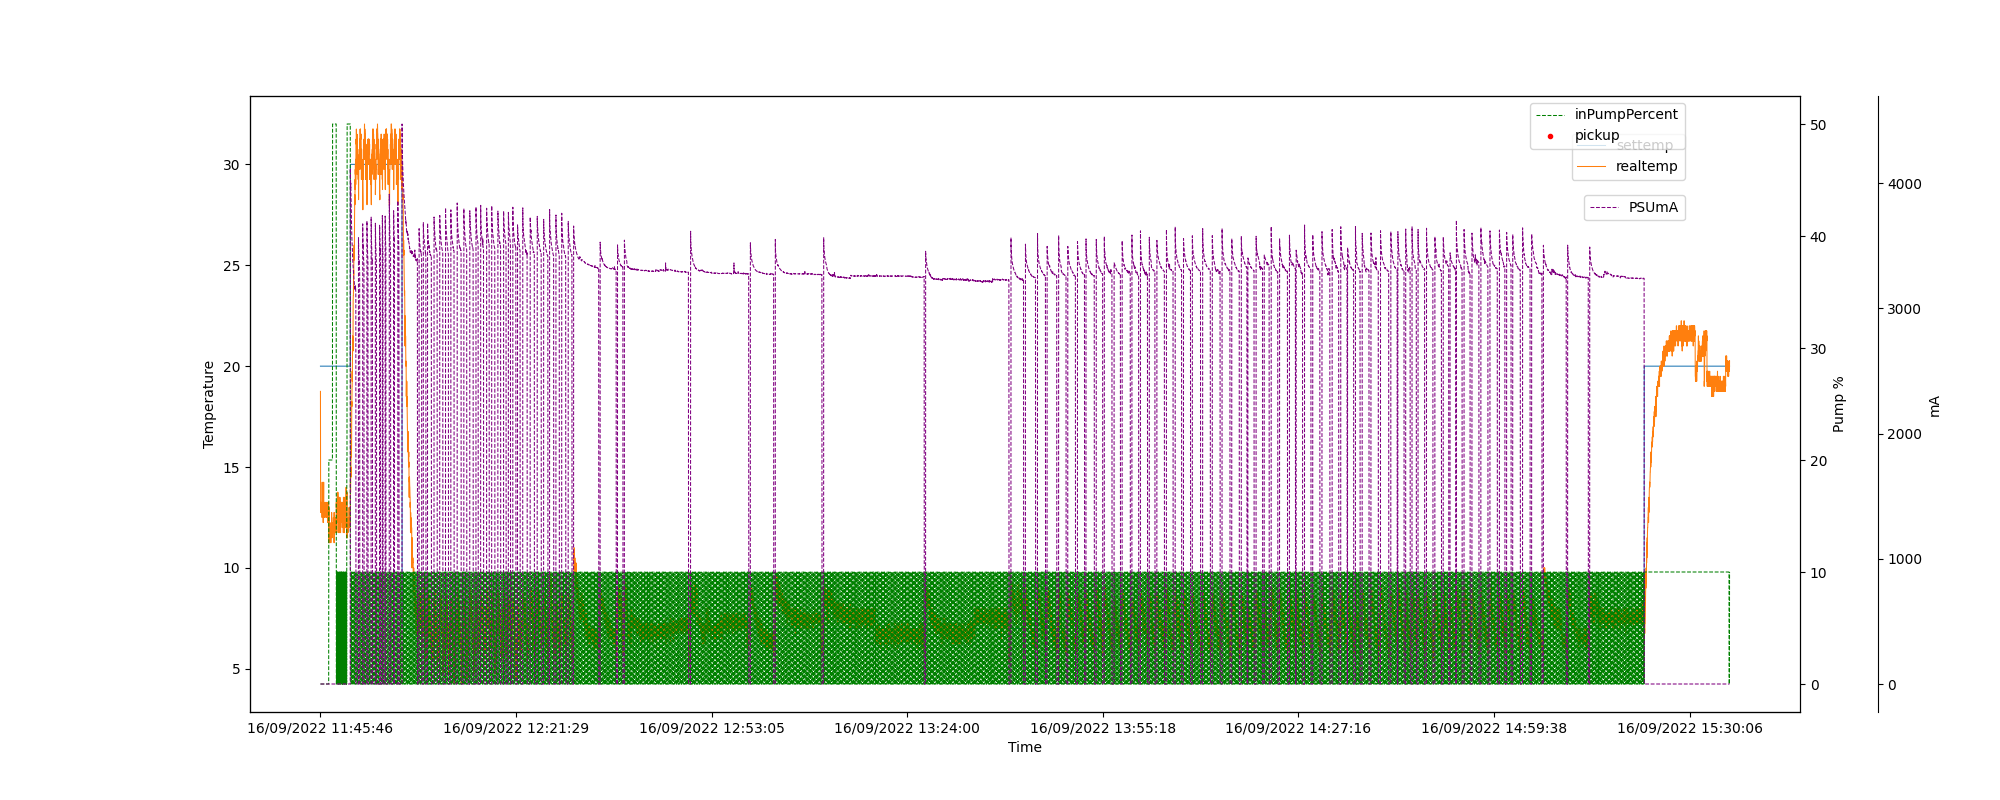 inPumpPercent
pickup
settemp
realtemp
PSUmA
30
25
20
15
10
5
Temperature
50
40
30
20
10
0
Pump %
4000
3000
2000
1000
0
mA
16/09/2022 11:45:46
16/09/2022 12:21:29
16/09/2022 12:53:05
16/09/2022 13:24:00
16/09/2022 13:55:18
16/09/2022 14:27:16
16/09/2022 14:59:38
16/09/2022 15:30:06
Time